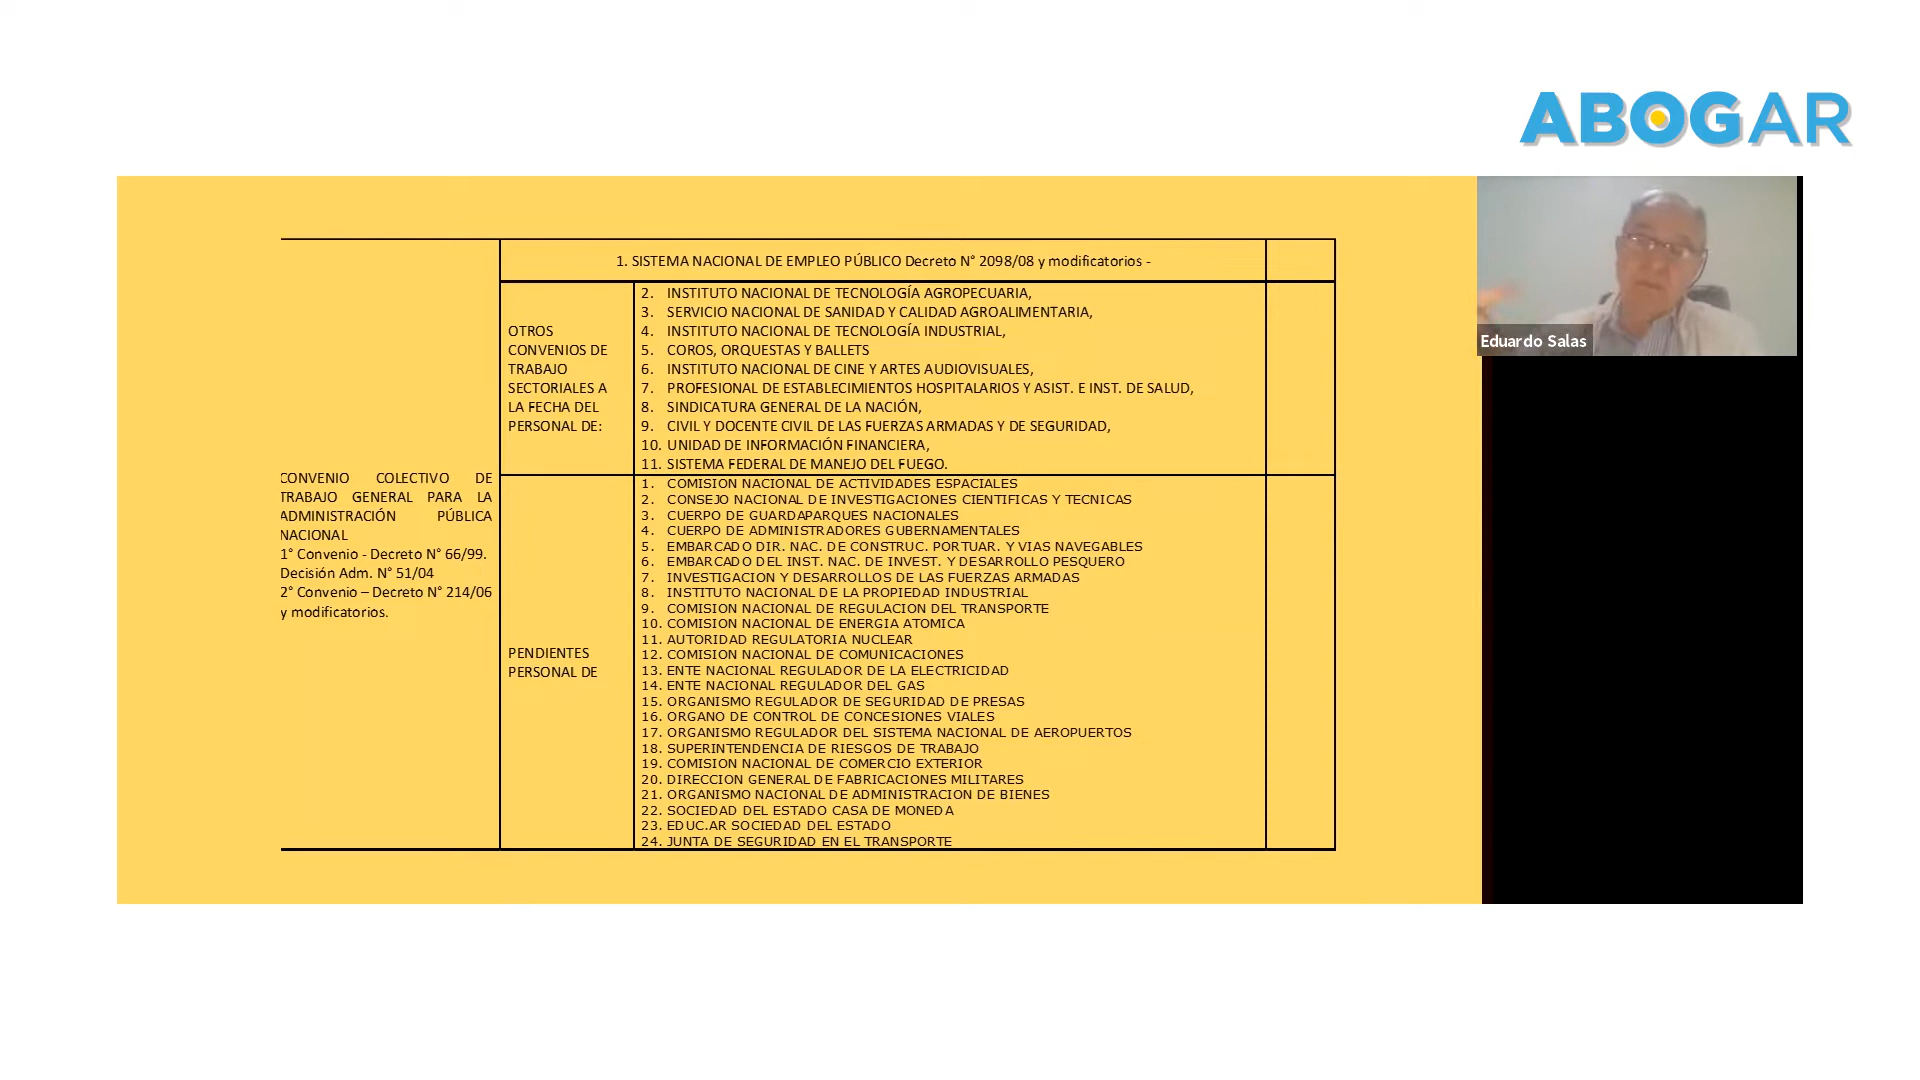 ABOGAR
1. SISTEMA NACIONAL DE EMPLEO PÚBLICO Decreto N° 2098/08 y modificatorios -
CONVENIO COLECTIVO DE
TRABAJO GENERAL PARA LA
ADMINISTRACIÓN PÚBLICA
NACIONAL
1° Convenio - Decreto N° 66/99.
Decisión Adm. N° 51/04
2° Convenio – Decreto N° 214/06
y modificatorios.
OTROS
CONVENIOS DE
TRABAJO
SECTORIALES A
LA FECHA DEL
PERSONAL DE:
2. INSTITUTO NACIONAL DE TECNOLOGÍA AGROPECUARIA,
3. SERVICIO NACIONAL DE SANIDAD Y CALIDAD AGROALIMENTARIA,
4. INSTITUTO NACIONAL DE TECNOLOGÍA INDUSTRIAL,
5. COROS, ORQUESTAS Y BALLETS
6. INSTITUTO NACIONAL DE CINE Y ARTES AUDIOVISUALES,
7. PROFESIONAL DE ESTABLECIMIENTOS HOSPITALARIOS Y ASIST. E INST. DE SALUD,
8. SINDICATURA GENERAL DE LA NACIÓN,
9. CIVIL Y DOCENTE CIVIL DE LAS FUERZAS ARMADAS Y DE SEGURIDAD,
10. UNIDAD DE INFORMACIÓN FINANCIERA,
11. SISTEMA FEDERAL DE MANEJO DEL FUEGO.
PENDIENTES
PERSONAL DE
1. COMISION NACIONAL DE ACTIVIDADES ESPACIALES
2. CONSEJO NACIONAL DE INVESTIGACIONES CIENTIFICAS Y TECNICAS
3. CUERPO DE GUARDAPARQUES NACIONALES
4. CUERPO DE ADMINISTRADORES GUBERNAMENTALES
5. EMBARCADO DIR. NAC. DE CONSTRUC. PORTUAR. Y VIAS NAVEGABLES
6. EMBARCADO DEL INST. NAC. DE INVEST. Y DESARROLLO PESQUERO
7. INVESTIGACION Y DESARROLLOS DE LAS FUERZAS ARMADAS
8. INSTITUTO NACIONAL DE LA PROPIEDAD INDUSTRIAL
9. COMISION NACIONAL DE REGULACION DEL TRANSPORTE
10. COMISION NACIONAL DE ENERGIA ATOMICA
11. AUTORIDAD REGULATORIA NUCLEAR
12. COMISION NACIONAL DE COMUNICACIONES
13. ENTE NACIONAL REGULADOR DE LA ELECTRICIDAD
14. ENTE NACIONAL REGULADOR DEL GAS
15. ORGANISMO REGULADOR DE SEGURIDAD DE PRESAS
16. ORGANO DE CONTROL DE CONCESIONES VIALES
17. ORGANISMO REGULADOR DEL SISTEMA NACIONAL DE AEROPUERTOS
18. SUPERINTENDENCIA DE RIESGOS DE TRABAJO
19. COMISION NACIONAL DE COMERCIO EXTERIOR
20. DIRECCION GENERAL DE FABRICACIONES MILITARES
21. ORGANISMO NACIONAL DE ADMINISTRACION DE BIENES
22. SOCIEDAD DEL ESTADO CASA DE MONEDA
23. EDUC.AR SOCIEDAD DEL ESTADO
24. JUNTA DE SEGURIDAD EN EL TRANSPORTE
Eduardo Salas